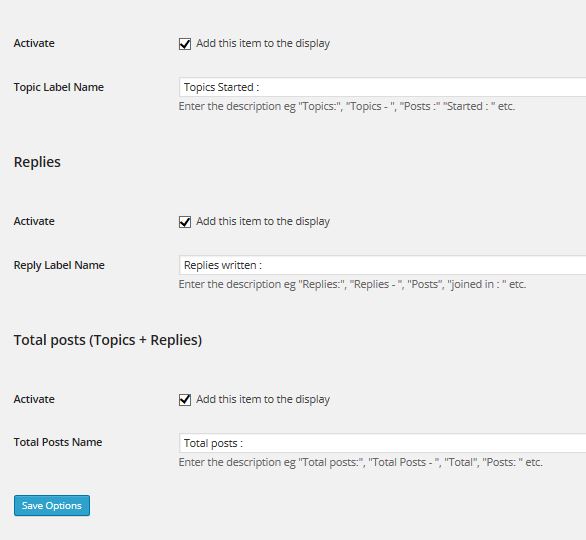 Activate Add this item to the display
Topic Label Name Topics Started :
Enter the description eg "Topics:", "Topics - ", "Posts :" "Started : " etc.
Replies
Activate Add this item to the display
Reply Label Name Replies written :
Enter the description eg "Replies:", "Replies - ", "Posts", "joined in : " etc.
Total posts (Topics + Replies)
Activate Add this item to the display
Total Posts Name Total posts :
Enter the description eg "Total posts:", "Total Posts - ", "Total", "Posts: " etc.
Save Options